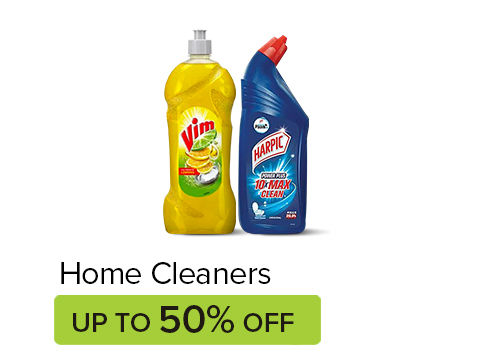 Vim
HARPIC
POWER PLUS
10x MAX
CLEAN
Home Cleaners
UP TO 50% OFF